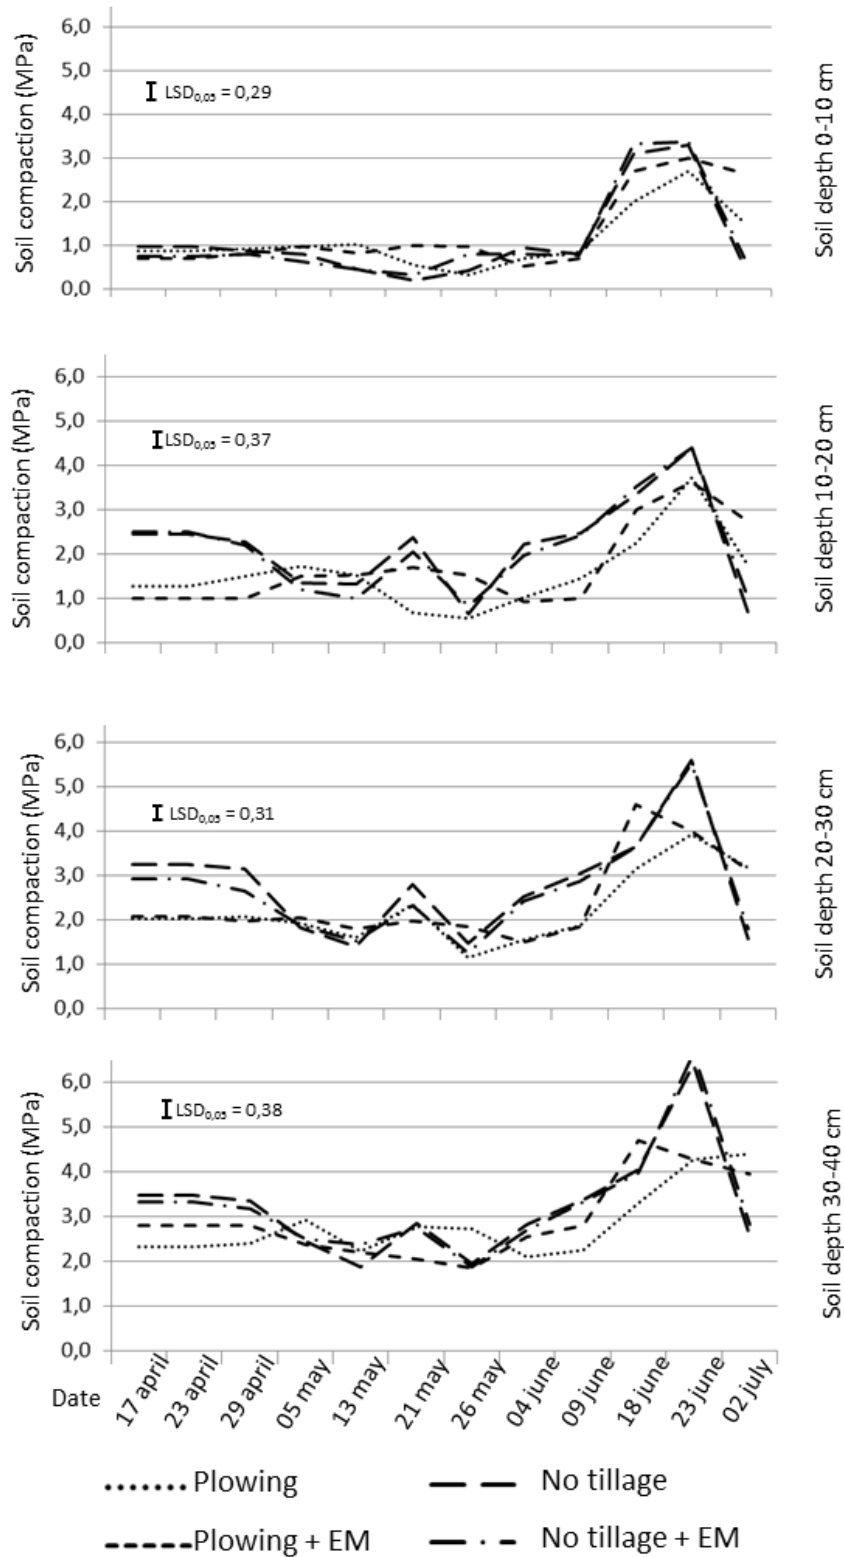 6,0
5,0
4,0
3,0
2,0
1,0
0,0
Soil compaction (MPa)
LSD0,05 = 0,29
Soil depth 0-10 cm
6,0
5,0
4,0
3,0
2,0
1,0
0,0
Soil compaction (MPa)
LSD0,05 = 0,37
Soil depth 10-20 cm
6,0
5,0
4,0
3,0
2,0
1,0
0,0
Soil compaction (MPa)
LSD0,05 = 0,31
Soil depth 20-30 cm
6,0
5,0
4,0
3,0
2,0
1,0
0,0
Soil compaction (MPa)
LSD0,05 = 0,38
Soil depth 30-40 cm
Date
17 april
23 april
29 april
05 may
13 may
21 may
26 may
04 june
09 june
18 june
23 june
02 july
Plowing
No tillage
Plowing + EM
No tillage + EM